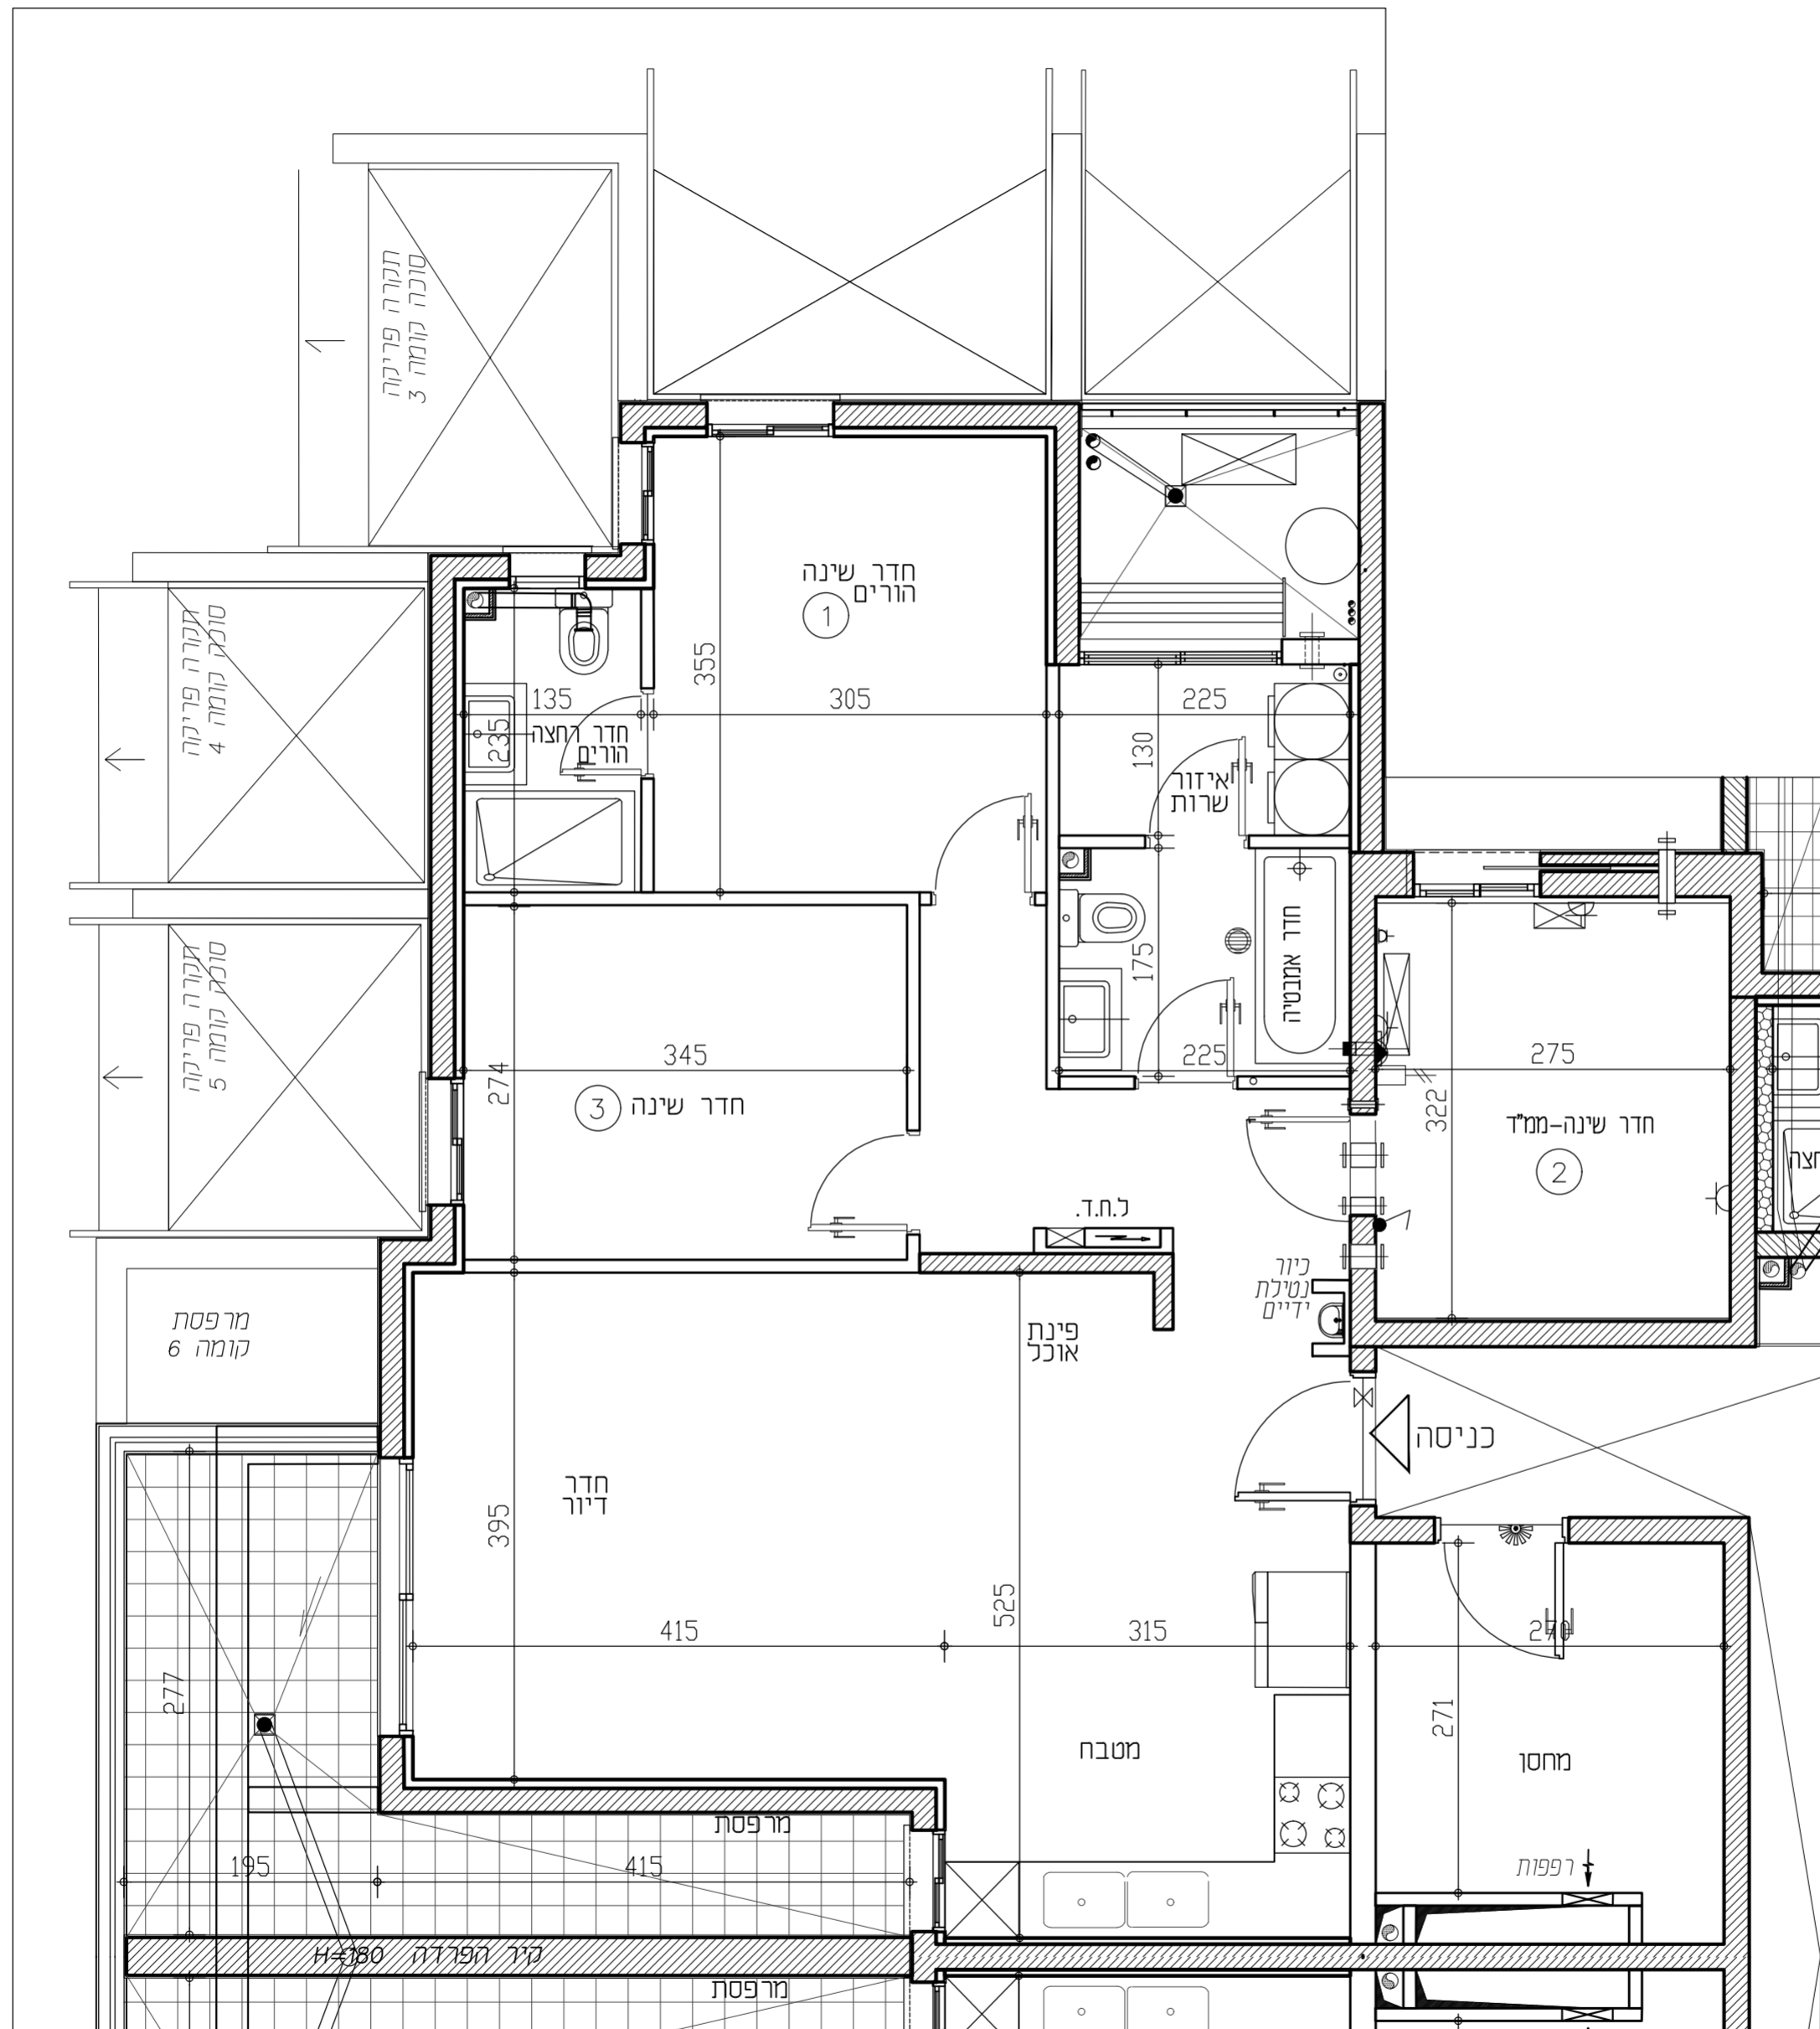 תקרה פריקה
סוכה קומה 3
חדר שינה
הורים
1
355
305
תקרה פריקה
סוכה קומה 4
135
235
חדר רחצה
הורים
225
130
איזור
שרות
חדר אמבטיה
175
225
תקרה פריקה
סוכה קומה 5
345
274
חדר שינה
3
275
322
חדר שינה-ממ"ד
2
ל.ח.ד.
כיור
נטילת
ידיים
מרפסת
קומה 6
פינת
אוכל
כניסה
חדר
דיור
395
525
415
315
270
271
277
מטבח
מחסן
מרפסת
195
415
רפפות
קיר הפרדה H=180
מרפסת